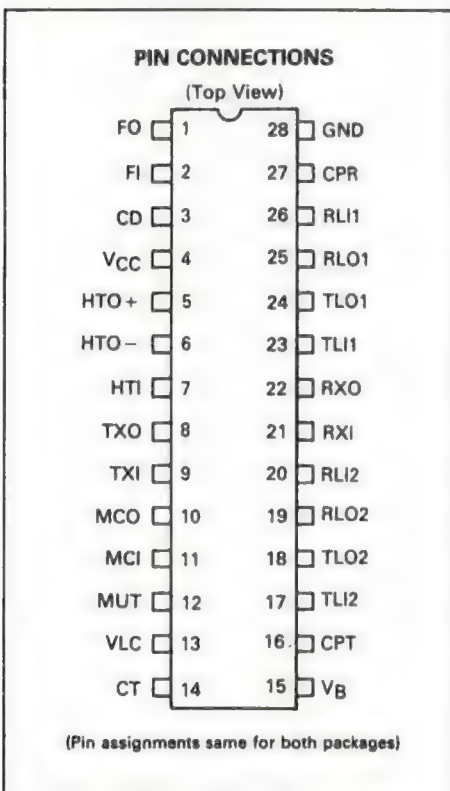 PIN CONNECTIONS
(Top View)
FO 1 28 GND
FI 2 27 CPR
CD 3 26 RLI1
VCC 4 25 RLO1
HTO+ 5 24 TLO1
HTO- 6 23 TLI1
HTI 7 22 RXO
TXO 8 21 RXI
TXI 9 20 RLI2
MCO 10 19 RLO2
MCI 11 18 TLO2
MUT 12 17 TLI2
VLC 13 16 CPT
CT 14 15 VB
(Pin assignments same for both packages)